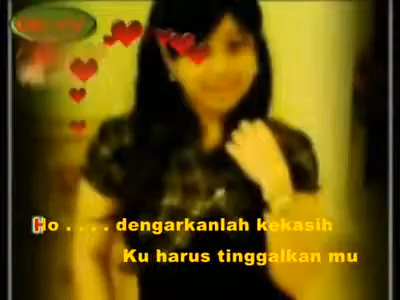 Ho . . . . dengarkanlah kekasih
Ku harus tinggalkan mu